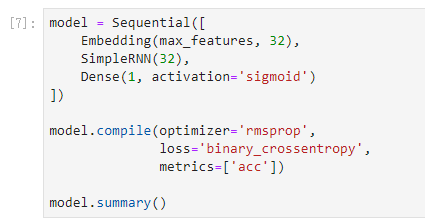 [7]: model = Sequential([
    Embedding(max_features, 32),
    SimpleRNN(32),
    Dense(1, activation='sigmoid')
])

model.compile(optimizer='rmsprop',
              loss='binary_crossentropy',
              metrics=['acc'])

model.summary()